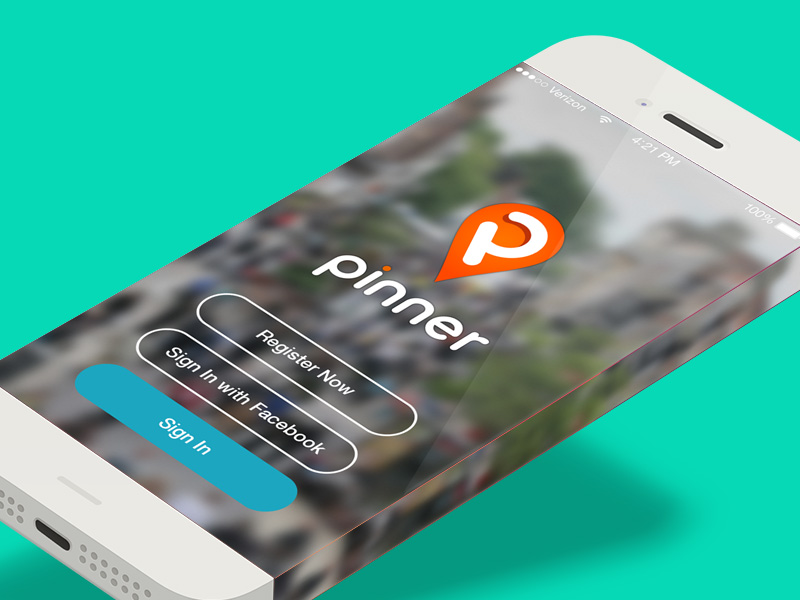 Verizon
4:21 PM
100%
pinner
Register Now
Sign In with Facebook
Sign In